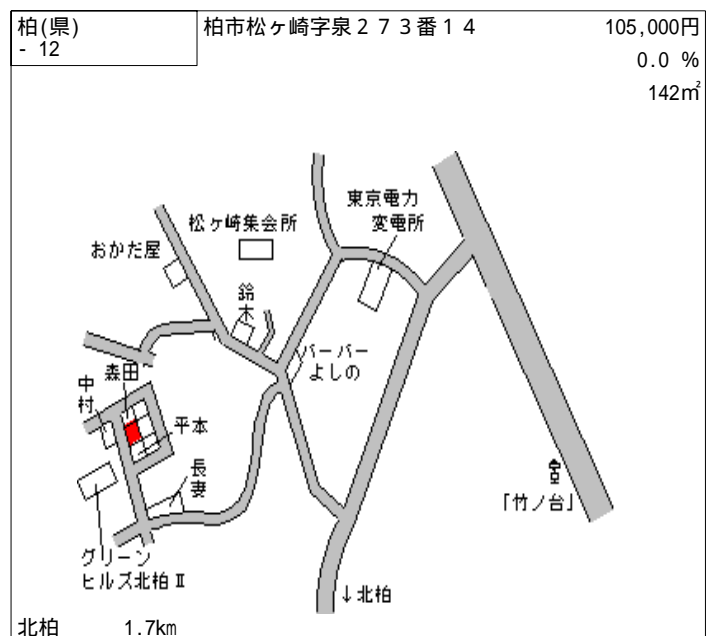 柏(県)
- 12
柏市松ヶ崎字泉２７３番１４
105,000円
0.0 %
142㎡
東京電力
変電所
松ヶ崎集会所
おかだ屋
鈴木
バーバー
よしの
森田
中村
平本
長妻
「竹ノ台」
グリーン
ヒルズ北柏Ⅱ
↓北柏
北柏 1.7km